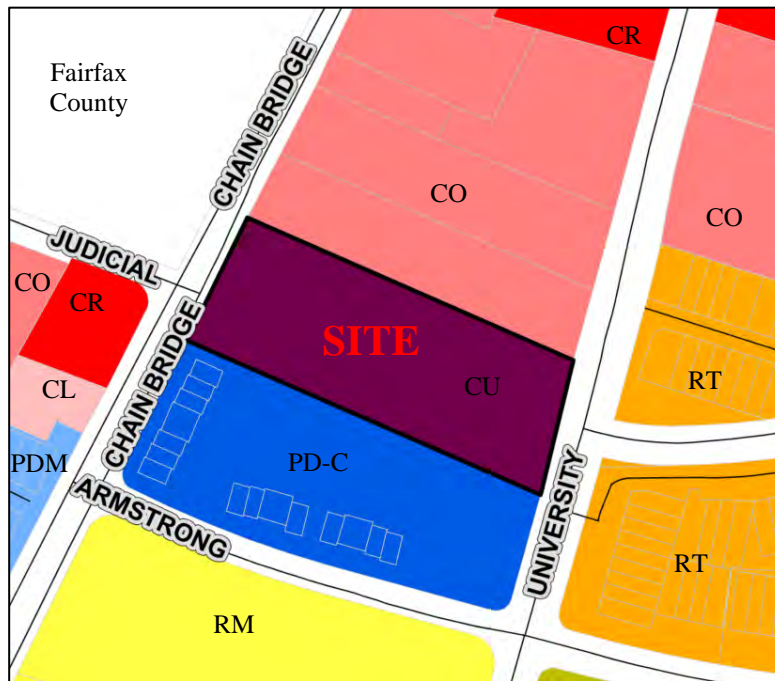 CR
Fairfax
County
CHAIN BRIDGE
CO
CO
JUDICIAL
CO
CR
SITE
CL
CHAIN BRIDGE
CU
RT
PDM
PD-C
UNIVERSITY
ARMSTRONG
RT
RM